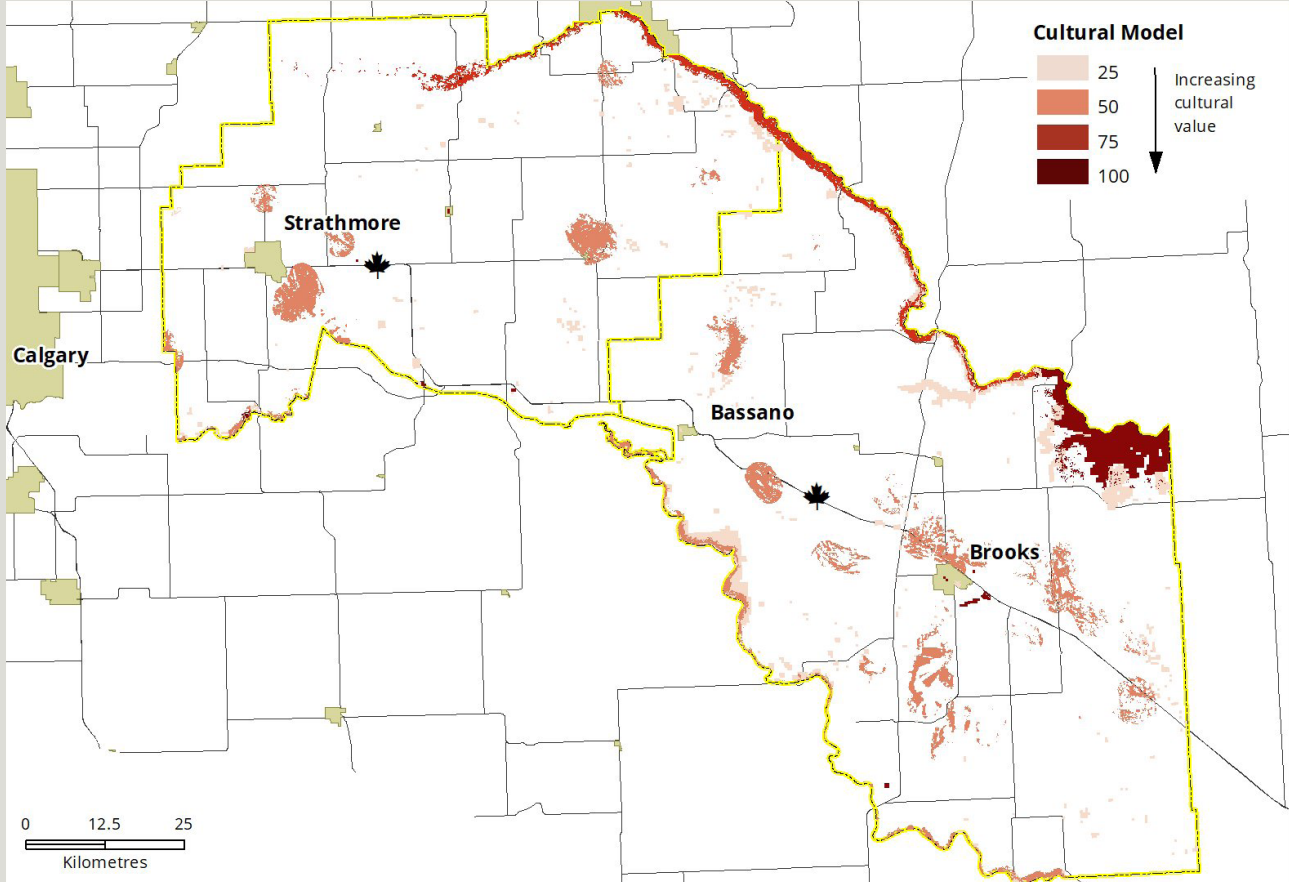 Cultural Model
25
50
75
100
Increasing
cultural
value
Strathmore
Calgary
Bassano
Brooks
0 12.5 25
Kilometres